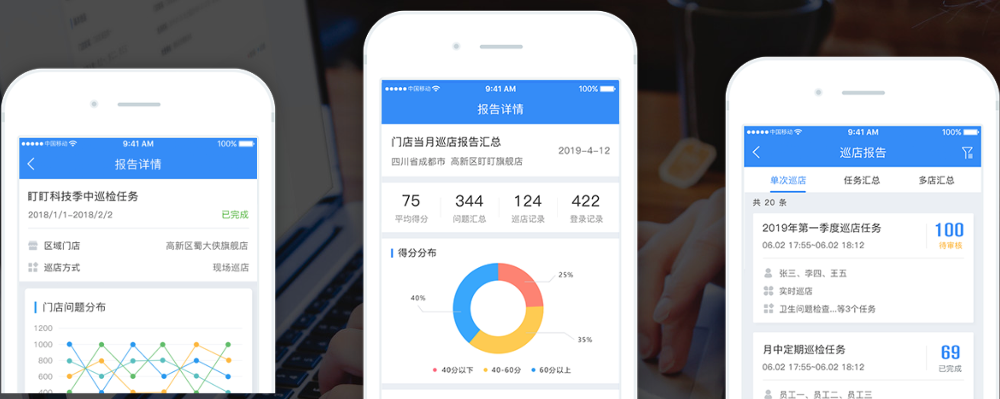 中国移动 9:41 AM 100%
报告详情
盯盯科技季中巡检任务
2018/1/1-2018/2/2 已完成
区域门店 高新区蜀大侠旗舰店
巡店方式 现场巡店
门店问题分布
1200
1000
800
600
400
中国移动 9:41 AM 100%
报告详情
门店当月巡店报告汇总
2019-4-12
四川省成都市 高新区盯盯旗舰店
75 344 124 422
平均得分 问题汇总 巡店记录 登录记录
得分分布
25%
40%
35%
40分以下 40-60分 60分以上
中国移动 9:41 AM 100%
巡店报告
单次巡店 任务汇总 多店汇总
共 20 条
2019年第一季度巡店任务 100
06.02 17:55~06.02 18:12 待审核
张三、李四、王五
实时巡店
卫生问题检查...等3个任务
月中定期巡检任务 69
06.02 17:55~06.02 18:12 已完成
员工一、员工二、员工三